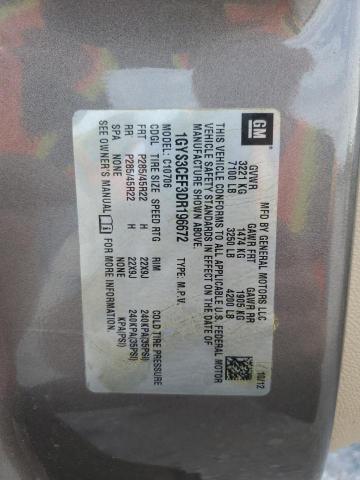 GM
MFD BY GENERAL MOTORS LLC
10/12
GVWR GAWR FRT GAWR RR
3221 KG 1474 KG 1905 KG
7100 LB 3250 LB 4200 LB
THIS VEHICLE CONFORMS TO ALL APPLICABLE U.S. FEDERAL MOTOR
VEHICLE SAFETY STANDARDS IN EFFECT ON THE DATE OF
MANUFACTURE SHOWN ABOVE.
1GYS3CEF3DR196672 TYPE: M.P.V.
MODEL: C10706
CDGL TIRE SIZE SPEED RTG RIM COLD TIRE PRESSURE
FRT P285/45R22 H 22X9J 240KPA(35PSI)
RR P285/45R22 H 22X9J 240KPA(35PSI)
SPA NONE NONE KPA(PSI)
SEE OWNER'S MANUAL i FOR MORE INFORMATION.